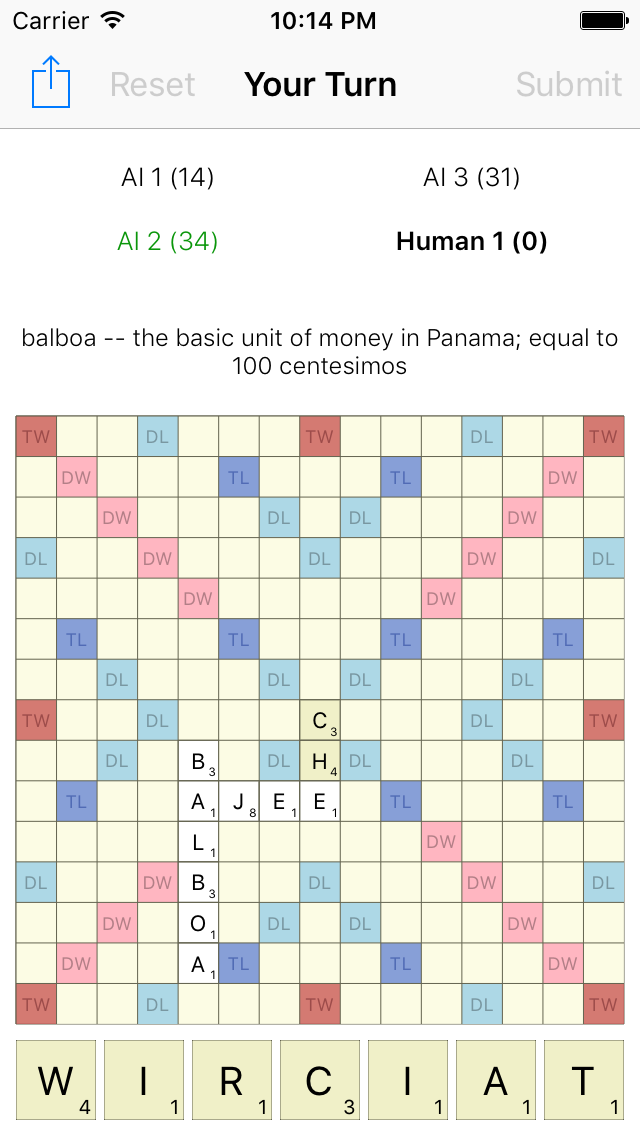 Carrier 10:14 PM
Reset Your Turn Submit
AI 1 (14) AI 3 (31)
AI 2 (34) Human 1 (0)
balboa -- the basic unit of money in Panama; equal to
100 centesimos
TW DL TW DL TW
DW TL TL DW
DW DL DL DW
DL DW DL DW DL
DW DW
TL TL TL TL
DL DL DL DL
TW DL C3 DL TW
DL B3 DL H4 DL DL
TL A1 J8 E1 E1 TL TL
L1 DW
DL DW B3 DL DW DL
DW O1 DL DL DW
DW A1 TL TL DW
TW DL TW DL TW
W4 I1 R1 C3 I1 A1 T1